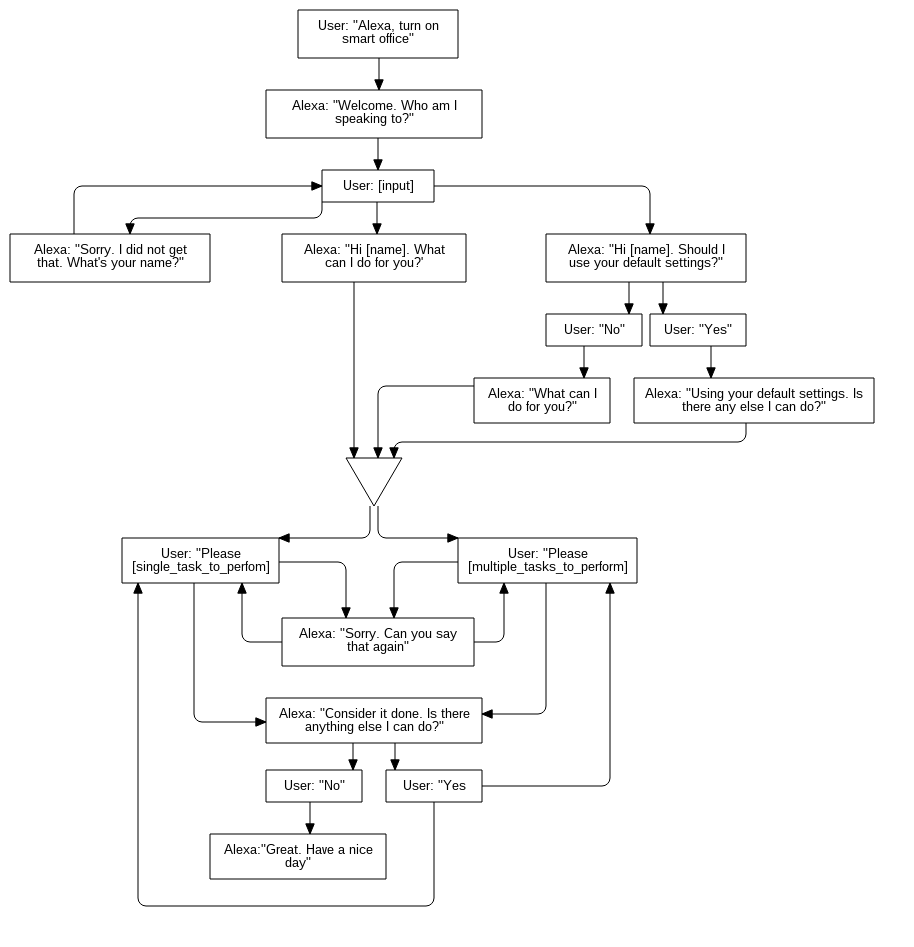 User: "Alexa, turn on
smart office"
Alexa: "Welcome. Who am I
speaking to?"
User: [input]
Alexa: "Sorry. I did not get
that. What's your name?"
Alexa: "Hi [name]. What
can I do for you?'
Alexa: "Hi [name]. Should I
use your default settings?"
User: "No"
User: "Yes"
Alexa: "What can I
do for you?"
Alexa: "Using your default settings. Is
there any else I can do?"
User: "Please
[single_task_to_perfom]
User: "Please
[multiple_tasks_to_perform]
Alexa: "Sorry. Can you say
that again"
Alexa: "Consider it done. Is there
anything else I can do?"
User: "No"
User: "Yes
Alexa:"Great. Have a nice
day"